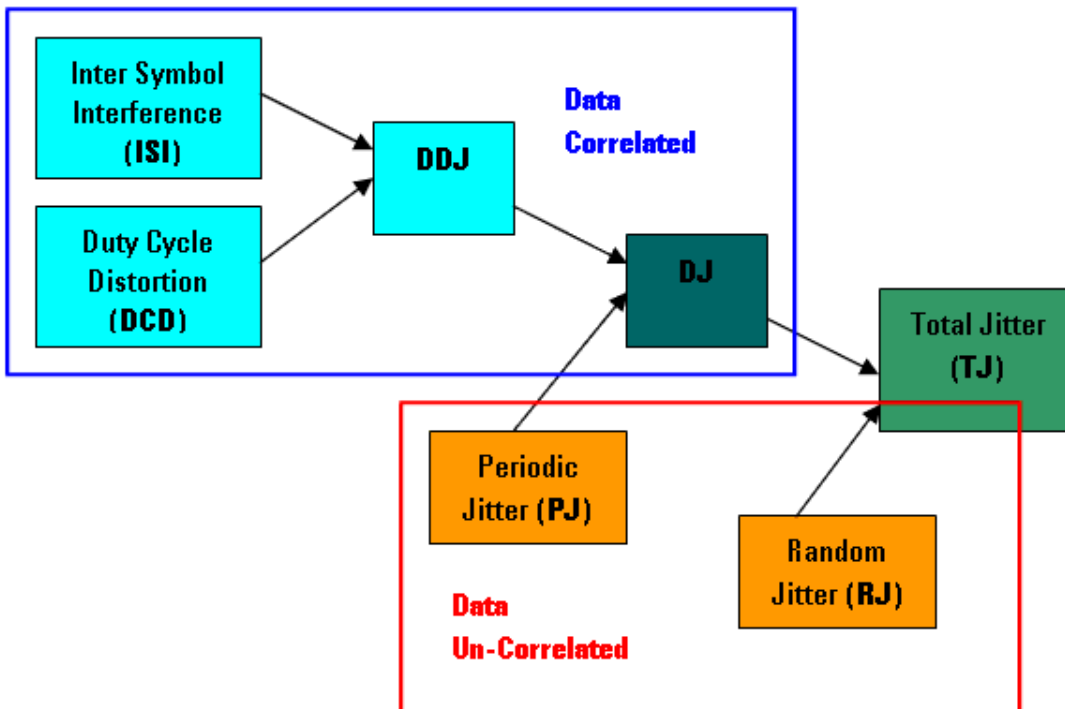 Inter Symbol
Interference
(ISI)
Data
Correlated
DDJ
Duty Cycle
Distortion
(DCD)
DJ
Total Jitter
(TJ)
Periodic
Jitter (PJ)
Random
Jitter (RJ)
Data
Un-Correlated